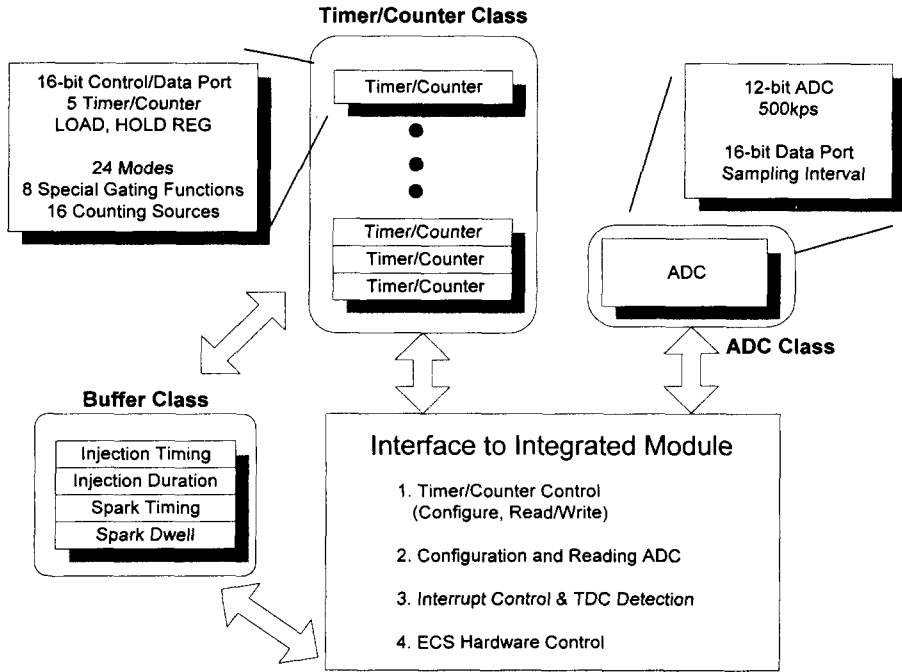 Timer/Counter Class
16-bit Control/Data Port
5 Timer/Counter
LOAD, HOLD REG
24 Modes
8 Special Gating Functions
16 Counting Sources
Timer/Counter
Timer/Counter
Timer/Counter
Timer/Counter
12-bit ADC
500kps
16-bit Data Port
Sampling Interval
ADC
ADC Class
Buffer Class
Injection Timing
Injection Duration
Spark Timing
Spark Dwell
Interface to Integrated Module
1. Timer/Counter Control
(Configure, Read/Write)
2. Configuration and Reading ADC
3. Interrupt Control & TDC Detection
4. ECS Hardware Control